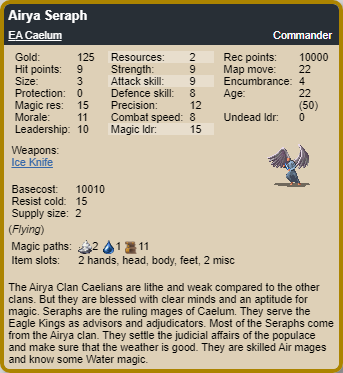 Airya Seraph
EA Caelum Commander
Gold: 125 Resources: 2 Rec points: 10000
Hit points: 9 Strength: 9 Map move: 22
Size: 3 Attack skill: 9 Encumbrance: 4
Protection: 0 Defence skill: 8 Age: 22
Magic res: 15 Precision: 12 (50)
Morale: 11 Combat speed: 8 Undead ldr: 0
Leadership: 10 Magic ldr: 15
Weapons:
Ice Knife
Basecost: 10010
Resist cold: 15
Supply size: 2
(Flying)
Magic paths: 2 1 11
Item slots: 2 hands, head, body, feet, 2 misc
The Airya Clan Caelians are lithe and weak compared to the other
clans. But they are blessed with clear minds and an aptitude for
magic. Seraphs are the ruling mages of Caelum. They serve the
Eagle Kings as advisors and adjudicators. Most of the Seraphs come
from the Airya clan. They settle the judicial affairs of the populace
and make sure that the weather is good. They are skilled Air mages
and know some Water magic.